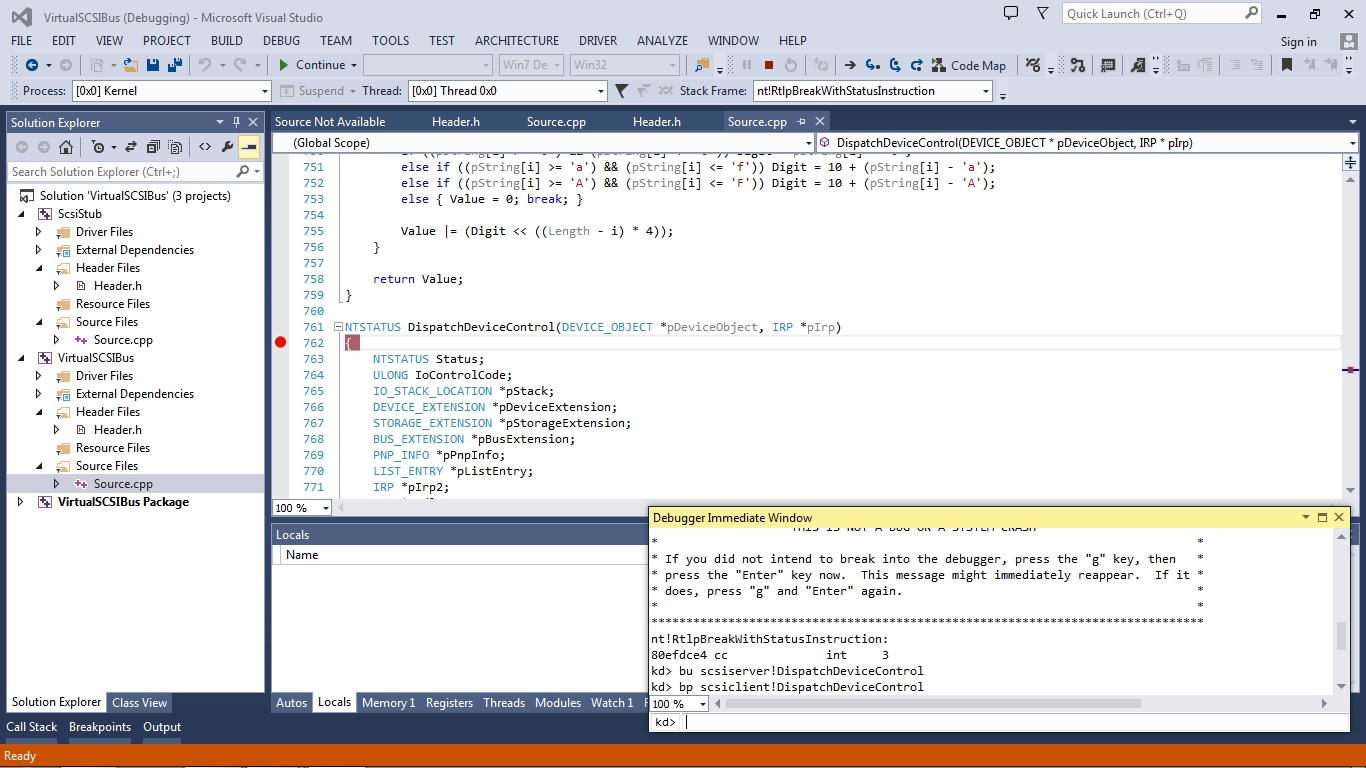 VirtualSCSIBus (Debugging) - Microsoft Visual Studio
Quick Launch (Ctrl+Q)
FILE EDIT VIEW PROJECT BUILD DEBUG TEAM TOOLS TEST ARCHITECTURE DRIVER ANALYZE WINDOW HELP
Sign in
Continue Win7 De Win32 Code Map
Process: [0x0] Kernel Suspend Thread: [0x0] Thread 0x0 Stack Frame: nt!RtlpBreakWithStatusInstruction
Solution Explorer
Search Solution Explorer (Ctrl+;)
Solution 'VirtualSCSIBus' (3 projects)
ScsiStub
Driver Files
External Dependencies
Header Files
Header.h
Resource Files
Source Files
Source.cpp
VirtualSCSIBus
Driver Files
External Dependencies
Header Files
Header.h
Resource Files
Source Files
Source.cpp
VirtualSCSIBus Package
Solution Explorer Class View
Source Not Available Header.h Source.cpp Header.h Source.cpp
(Global Scope) DispatchDeviceControl(DEVICE_OBJECT * pDeviceObject, IRP * pIrp)
751 else if ((pString[i] >= 'a') && (pString[i] <= 'f')) Digit = 10 + (pString[i] - 'a');
752 else if ((pString[i] >= 'A') && (pString[i] <= 'F')) Digit = 10 + (pString[i] - 'A');
753 else { Value = 0; break; }
754
755 Value |= (Digit << ((Length - i) * 4));
756 }
757
758 return Value;
759 }
760
761 NTSTATUS DispatchDeviceControl(DEVICE_OBJECT *pDeviceObject, IRP *pIrp)
762 {
763 NTSTATUS Status;
764 ULONG IoControlCode;
765 IO_STACK_LOCATION *pStack;
766 DEVICE_EXTENSION *pDeviceExtension;
767 STORAGE_EXTENSION *pStorageExtension;
768 BUS_EXTENSION *pBusExtension;
769 PNP_INFO *pPnpInfo;
770 LIST_ENTRY *pListEntry;
771 IRP *pIrp2;
100 %
Locals
Name
Autos Locals Memory 1 Registers Threads Modules Watch 1
Debugger Immediate Window
THIS IS NOT A BUG OR A SYSTEM CRASH
* *
* If you did not intend to break into the debugger, press the "g" key, then *
* press the "Enter" key now. This message might immediately reappear. If it *
* does, press "g" and "Enter" again. *
* *
*******************************************************************************
nt!RtlpBreakWithStatusInstruction:
80efdce4 cc int 3
kd> bu scsiserver!DispatchDeviceControl
kd> bp scsiclient!DispatchDeviceControl
100 %
kd>
Call Stack Breakpoints Output
Ready